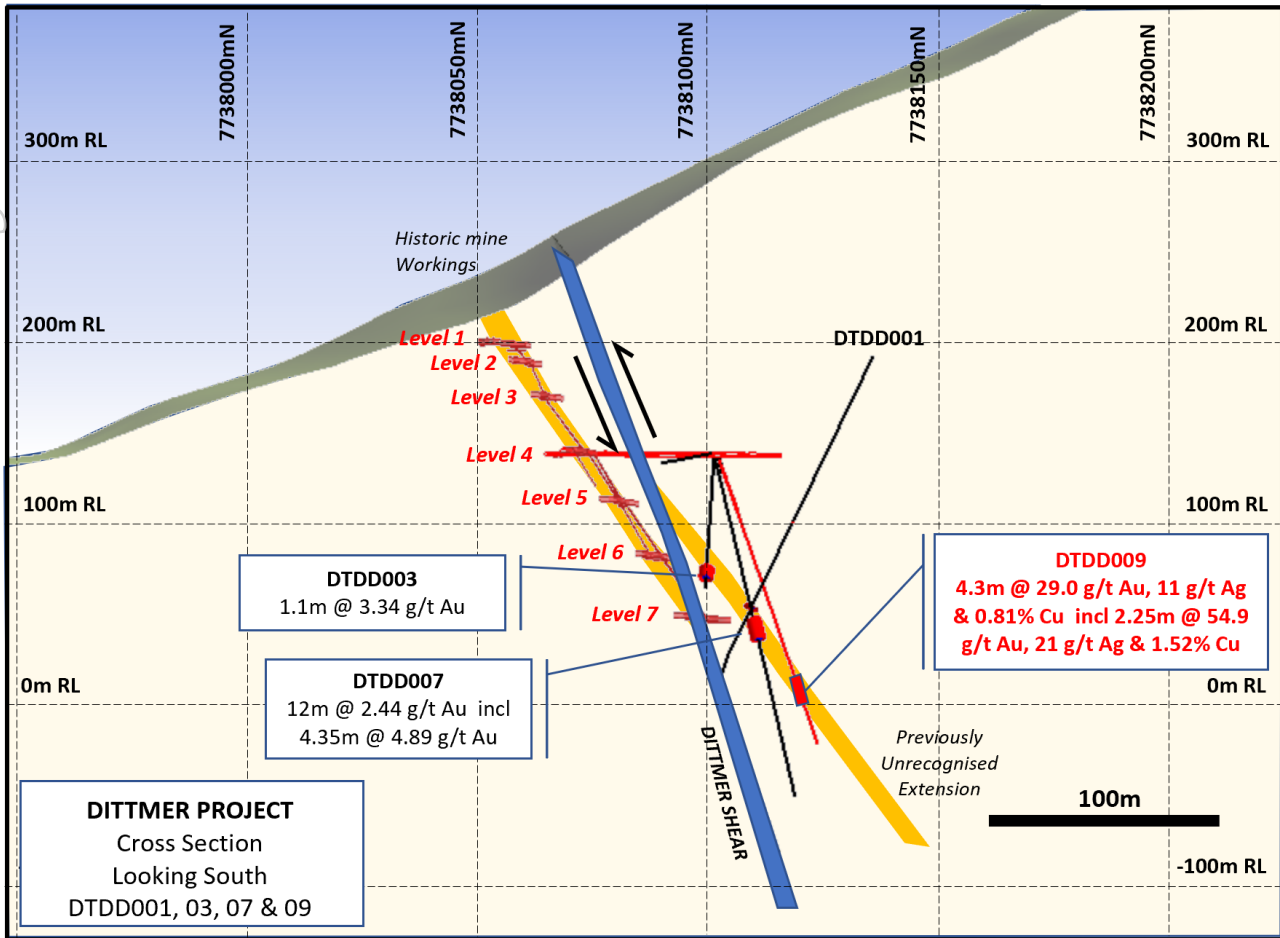 7738000mN
7738050mN
7738100mN
7738150mN
7738200mN
300m RL
300m RL
Historic mine
Workings
200m RL
200m RL
Level 1
DTDD001
Level 2
Level 3
Level 4
Level 5
100m RL
100m RL
Level 6
DTDD003
1.1m @ 3.34 g/t Au
DTDD009
4.3m @ 29.0 g/t Au, 11 g/t Ag
& 0.81% Cu incl 2.25m @ 54.9
g/t Au, 21 g/t Ag & 1.52% Cu
Level 7
0m RL
0m RL
DTDD007
12m @ 2.44 g/t Au incl
4.35m @ 4.89 g/t Au
DITTMER SHEAR
Previously
Unrecognised
Extension
100m
DITTMER PROJECT
Cross Section
Looking South
DTDD001, 03, 07 & 09
-100m RL